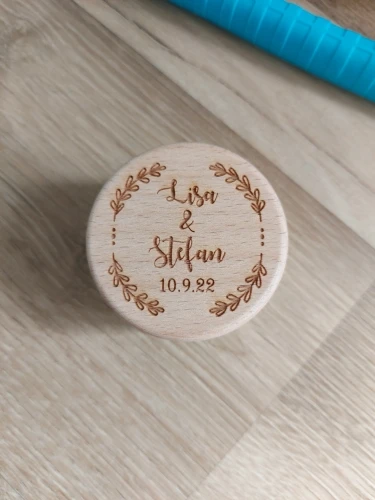 Lisa
&
Stefan
10.9.22